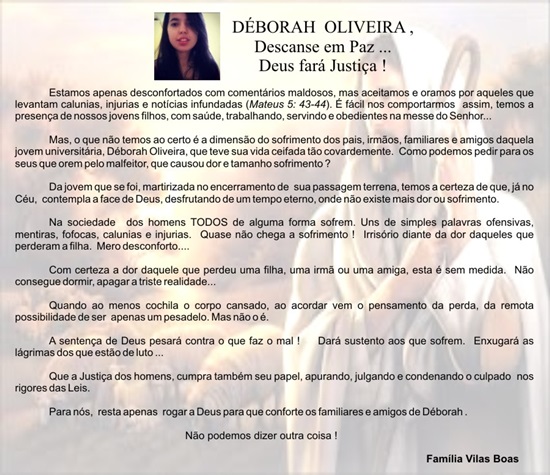 DÉBORAH OLIVEIRA ,
Descanse em Paz ...
Deus fará Justiça !
Estamos apenas desconfortados com comentários maldosos, mas aceitamos e oramos por aqueles que
levantam calunias, injurias e notícias infundadas (Mateus 5: 43-44). É fácil nos comportarmos assim, temos a
presença de nossos jovens filhos, com saúde, trabalhando, servindo e obedientes na messe do Senhor...
Mas, o que não temos ao certo é a dimensão do sofrimento dos pais, irmãos, familiares e amigos daquela
jovem universitária, Déborah Oliveira, que teve sua vida ceifada tão covardemente. Como podemos pedir para os
seus que orem pelo malfeitor, que causou dor e tamanho sofrimento ?
Da jovem que se foi, martirizada no encerramento de sua passagem terrena, temos a certeza de que, já no
Céu, contempla a face de Deus, desfrutando de um tempo eterno, onde não existe mais dor ou sofrimento.
Na sociedade dos homens TODOS de alguma forma sofrem. Uns de simples palavras ofensivas,
mentiras, fofocas, calunias e injurias. Quase não chega a sofrimento ! Irrisório diante da dor daqueles que
perderam a filha. Mero desconforto....
Com certeza a dor daquele que perdeu uma filha, uma irmã ou uma amiga, esta é sem medida. Não
consegue dormir, apagar a triste realidade...
Quando ao menos cochila o corpo cansado, ao acordar vem o pensamento da perda, da remota
possibilidade de ser apenas um pesadelo. Mas não o é.
A sentença de Deus pesará contra o que faz o mal ! Dará sustento aos que sofrem. Enxugará as
lágrimas dos que estão de luto ...
Que a Justiça dos homens, cumpra também seu papel, apurando, julgando e condenando o culpado nos
rigores das Leis.
Para nós, resta apenas rogar a Deus para que conforte os familiares e amigos de Déborah .
Não podemos dizer outra coisa !
Família Vilas Boas